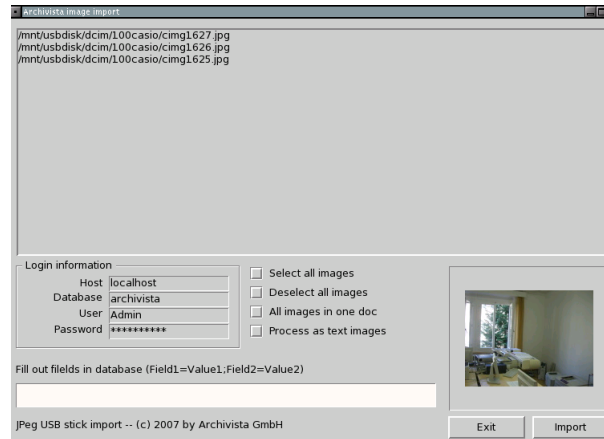 Archivista image import
/mnt/usbdisk/dcim/100casio/cimg1627.jpg
/mnt/usbdisk/dcim/100casio/cimg1626.jpg
/mnt/usbdisk/dcim/100casio/cimg1625.jpg
Login information
Host localhost
Database archivista
User Admin
Password **********
Select all images
Deselect all images
All images in one doc
Process as text images
Fill out filelds in database (Field1=Value1;Field2=Value2)
JPeg USB stick import -- (c) 2007 by Archivista GmbH
Exit
Import